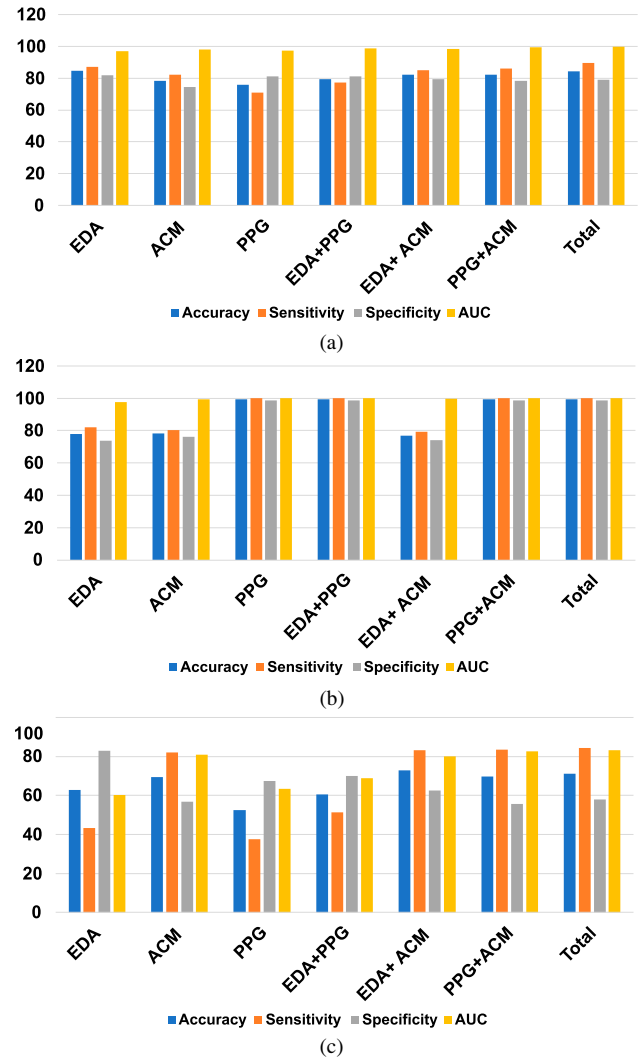 120
100
80
60
40
20
0
EDA
ACM
PPG
EDA+PPG
EDA+ ACM
PPG+ACM
Total
Accuracy Sensitivity Specificity AUC
(a)
120
100
80
60
40
20
0
EDA
ACM
PPG
EDA+PPG
EDA+ ACM
PPG+ACM
Total
Accuracy Sensitivity Specificity AUC
(b)
100
80
60
40
20
0
EDA
ACM
PPG
EDA+PPG
EDA+ ACM
PPG+ACM
Total
Accuracy Sensitivity Specificity AUC
(c)